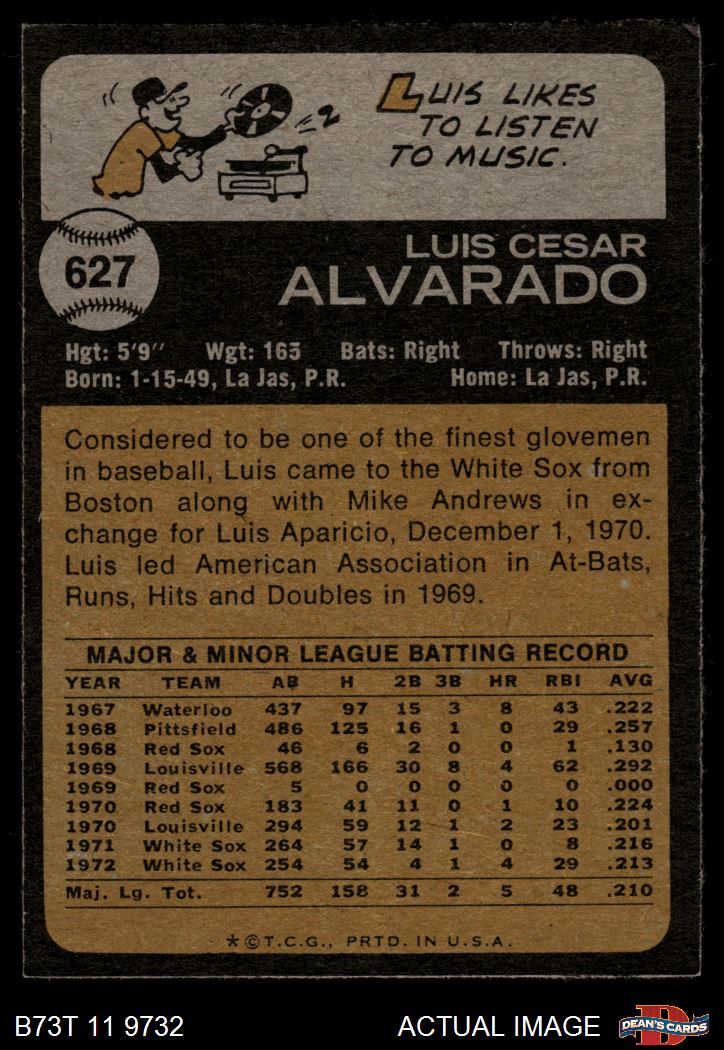 LUIS LIKES
TO LISTEN
TO MUSIC.
627
LUIS CESAR
ALVARADO
Hgt: 5'9" Wgt: 165 Bats: Right Throws: Right
Born: 1-15-49, La Jas, P.R. Home: La Jas, P.R.
Considered to be one of the finest glovemen
in baseball, Luis came to the White Sox from
Boston along with Mike Andrews in ex-
change for Luis Aparicio, December 1, 1970.
Luis led American Association in At-Bats,
Runs, Hits and Doubles in 1969.
MAJOR & MINOR LEAGUE BATTING RECORD
YEAR TEAM AB H 2B 3B HR RBI AVG
1967 Waterloo 437 97 15 3 8 43 .222
1968 Pittsfield 486 125 16 1 0 29 .257
1968 Red Sox 46 6 2 0 0 1 .130
1969 Louisville 568 166 30 8 4 62 .292
1969 Red Sox 5 0 0 0 0 0 .000
1970 Red Sox 183 41 11 0 1 10 .224
1970 Louisville 294 59 12 1 2 23 .201
1971 White Sox 264 57 14 1 0 8 .216
1972 White Sox 254 54 4 1 4 29 .213
Maj. Lg. Tot. 752 158 31 2 5 48 .210
*©T.C.G., PRTD. IN U.S.A.
B73T 11 9732 ACTUAL IMAGE
D
DEAN'S CARDS